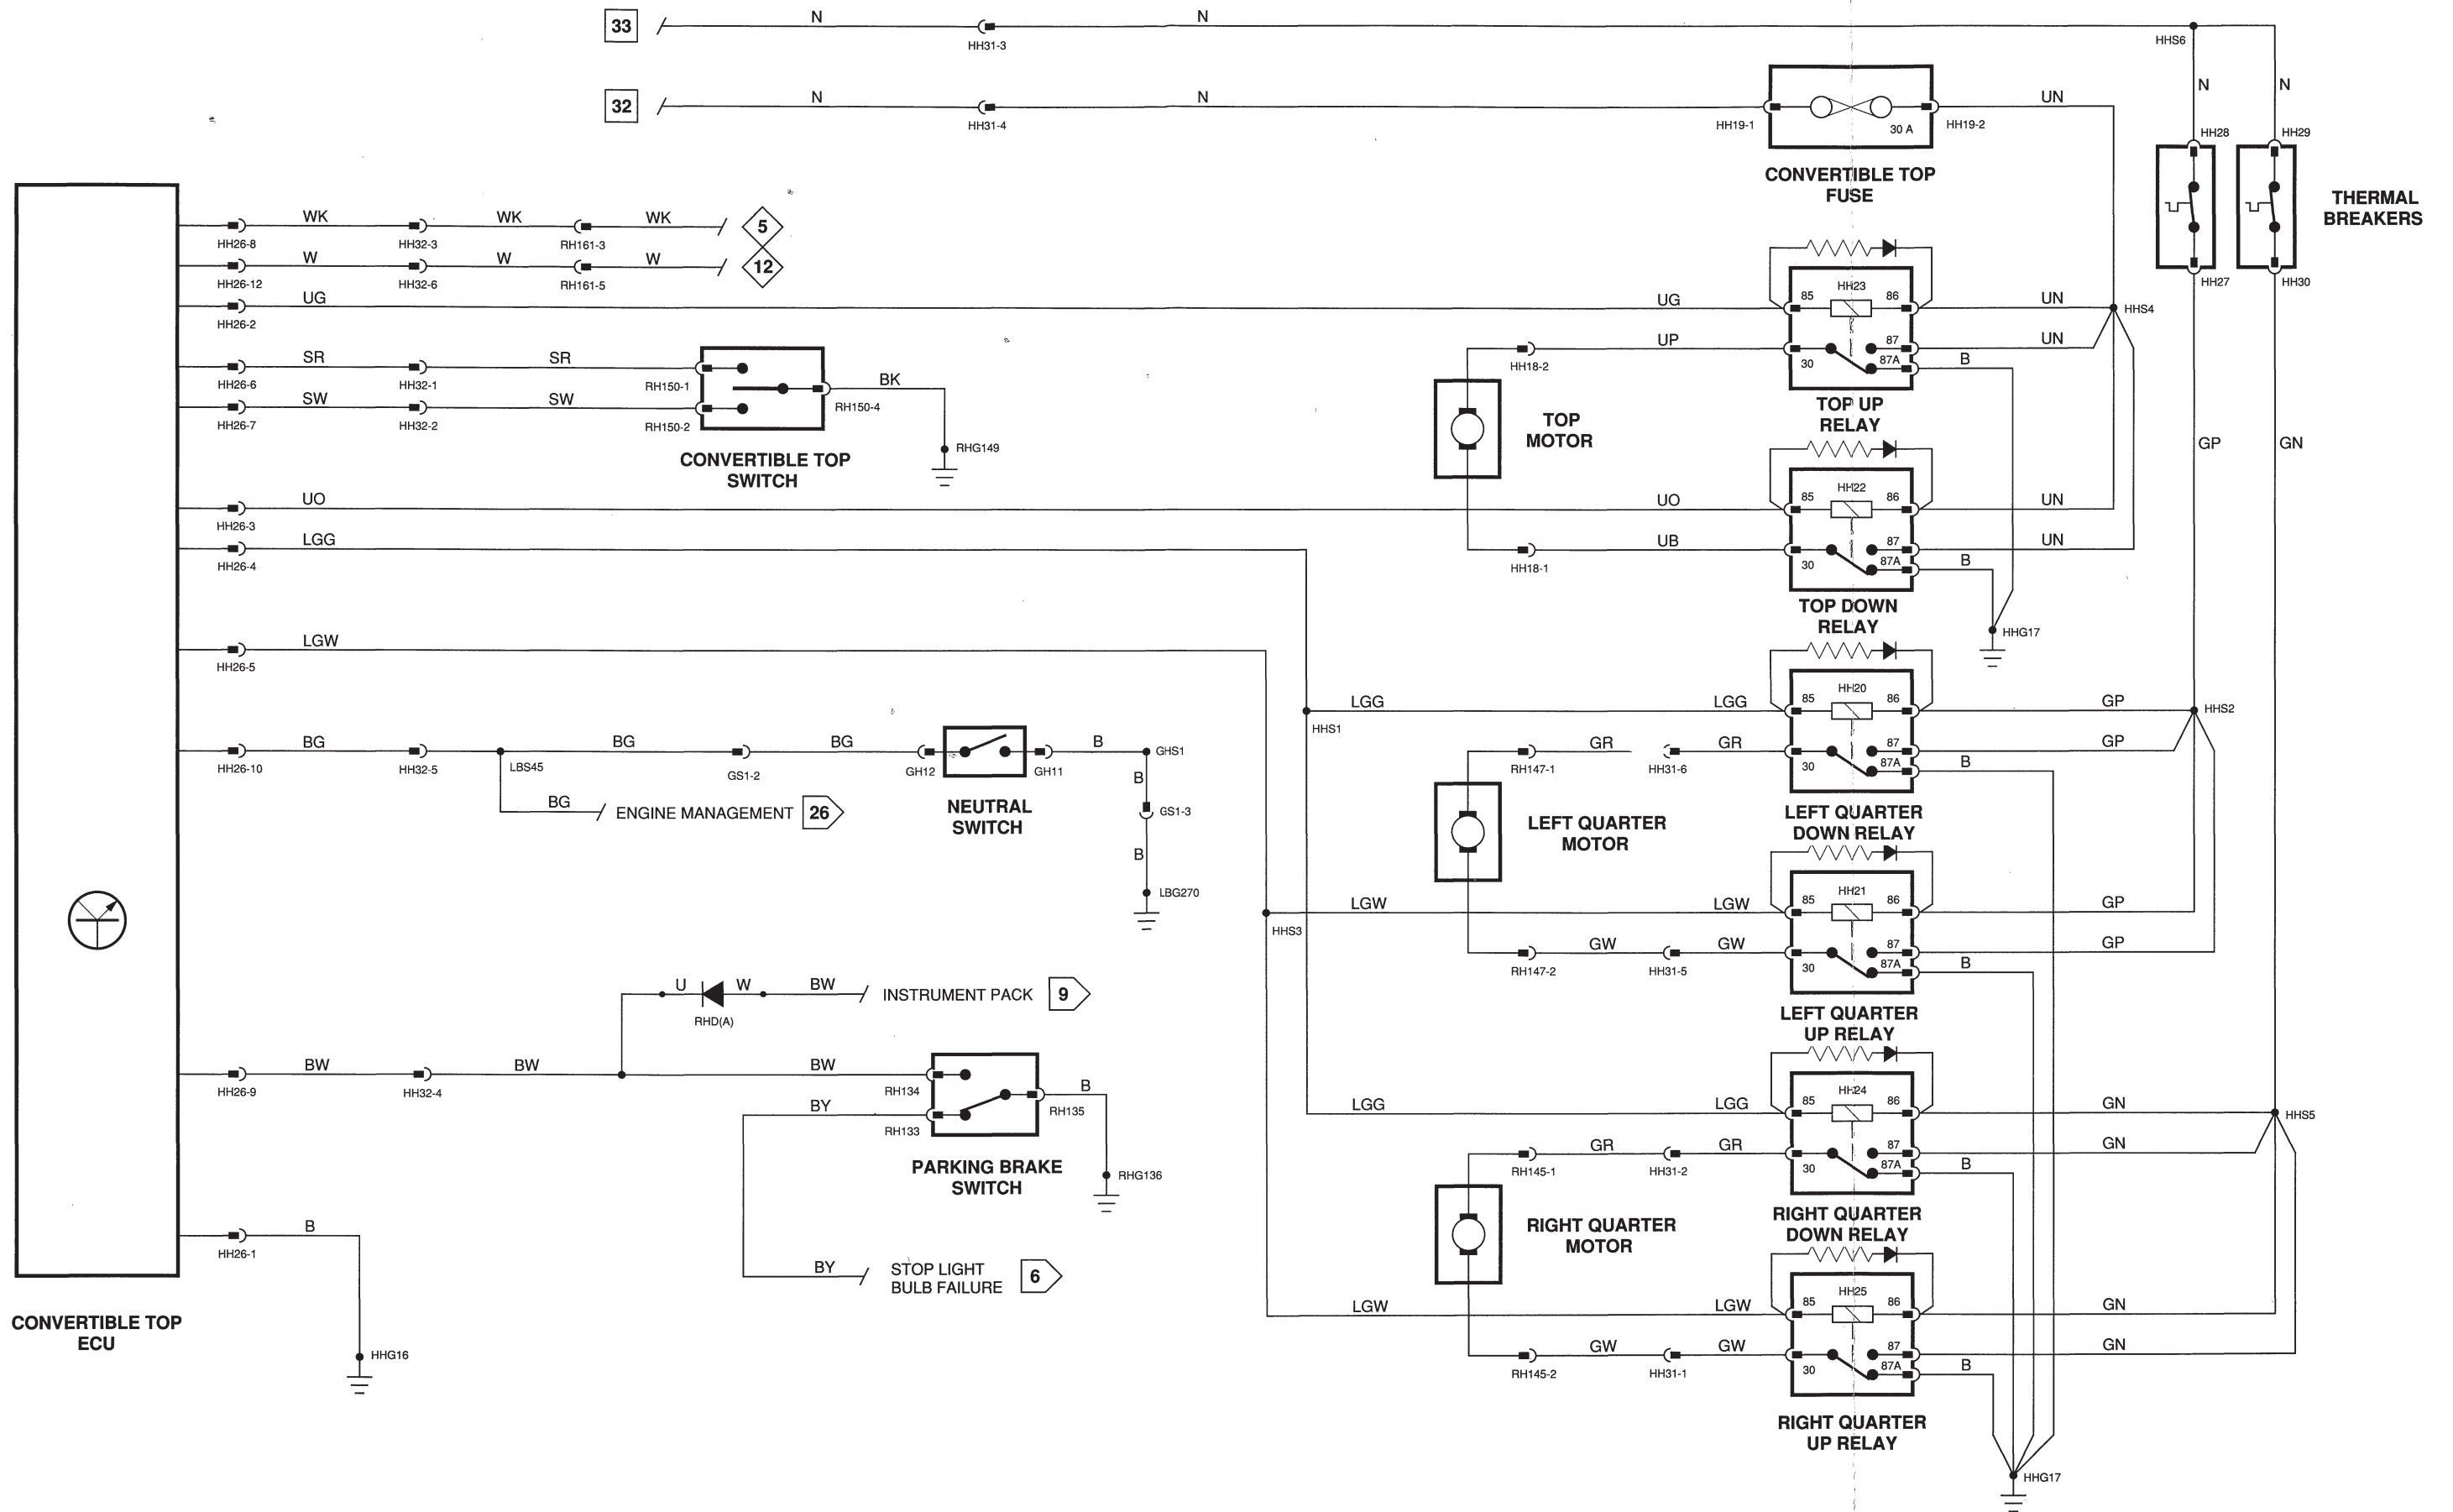 33
N
HH31-3
N
HHS6
N
N
32
N
HH31-4
N
HH19-1
30 A
HH19-2
UN
CONVERTIBLE TOP
FUSE
HH28
HH29
HH27
HH30
THERMAL
BREAKERS
HH26-8
WK
HH32-3
WK
RH161-3
WK
5
HH26-12
W
HH32-6
W
RH161-5
W
12
HH26-2
UG
UG
85
HH23
86
UN
HHS4
UP
30
87
87A
UN
B
TOP UP
RELAY
HH26-6
SR
HH32-1
SR
RH150-1
HH26-7
SW
HH32-2
SW
RH150-2
RH150-4
BK
RHG149
CONVERTIBLE TOP
SWITCH
HH18-2
TOP
MOTOR
HH18-1
GP
GN
HH26-3
UO
UO
85
HH22
86
UN
UB
30
87
87A
UN
B
TOP DOWN
RELAY
HHG17
HH26-4
LGG
HH26-5
LGW
HHS1
LGG
LGG
85
HH20
86
GP
HHS2
RH147-1
GR
HH31-6
GR
30
87
87A
GP
B
LEFT QUARTER
DOWN RELAY
LEFT QUARTER
MOTOR
HH26-10
BG
HH32-5
LBS45
BG
GS1-2
BG
GH12
GH11
B
GHS1
B
GS1-3
B
LBG270
BG
ENGINE MANAGEMENT
26
NEUTRAL
SWITCH
HHS3
LGW
LGW
85
HH21
86
GP
RH147-2
GW
HH31-5
GW
30
87
87A
GP
B
LEFT QUARTER
UP RELAY
U
W
BW
RHD(A)
INSTRUMENT PACK
9
HH26-9
BW
HH32-4
BW
BW
RH134
BY
RH133
RH135
B
RHG136
PARKING BRAKE
SWITCH
BY
STOP LIGHT
BULB FAILURE
6
LGG
LGG
85
HH24
86
GN
HHS5
RH145-1
GR
HH31-2
GR
30
87
87A
GN
B
RIGHT QUARTER
DOWN RELAY
RIGHT QUARTER
MOTOR
HH26-1
B
HHG16
CONVERTIBLE TOP
ECU
LGW
LGW
85
HH25
86
GN
RH145-2
GW
HH31-1
GW
30
87
87A
GN
B
RIGHT QUARTER
UP RELAY
HHG17